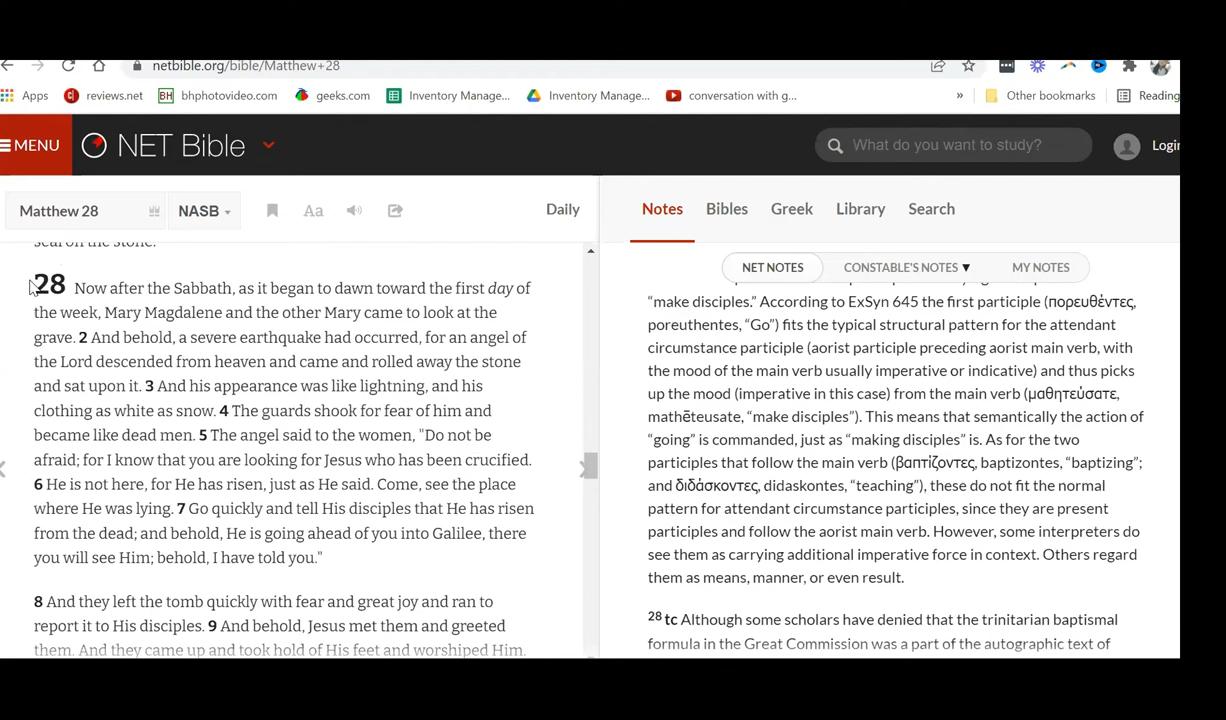 netbible.org/bible/Matthew+28
Apps reviews.net bhphotovideo.com geeks.com Inventory Manage... Inventory Manage... conversation with g... » Other bookmarks Reading
MENU NET Bible What do you want to study? Login
Matthew 28 NASB Aa Daily
seal on the stone.
28 Now after the Sabbath, as it began to dawn toward the first day of
the week, Mary Magdalene and the other Mary came to look at the
grave. 2 And behold, a severe earthquake had occurred, for an angel of
the Lord descended from heaven and came and rolled away the stone
and sat upon it. 3 And his appearance was like lightning, and his
clothing as white as snow. 4 The guards shook for fear of him and
became like dead men. 5 The angel said to the women, "Do not be
afraid; for I know that you are looking for Jesus who has been crucified.
6 He is not here, for He has risen, just as He said. Come, see the place
where He was lying. 7 Go quickly and tell His disciples that He has risen
from the dead; and behold, He is going ahead of you into Galilee, there
you will see Him; behold, I have told you."
8 And they left the tomb quickly with fear and great joy and ran to
report it to His disciples. 9 And behold, Jesus met them and greeted
them. And they came up and took hold of His feet and worshiped Him.
Notes Bibles Greek Library Search
NET NOTES CONSTABLE'S NOTES ▼ MY NOTES
“make disciples.” According to ExSyn 645 the first participle (πορευθέντες,
poreuthentes, “Go”) fits the typical structural pattern for the attendant
circumstance participle (aorist participle preceding aorist main verb, with
the mood of the main verb usually imperative or indicative) and thus picks
up the mood (imperative in this case) from the main verb (μαθητεύσατε,
mathēteusate, “make disciples”). This means that semantically the action of
“going” is commanded, just as “making disciples” is. As for the two
participles that follow the main verb (βαπτίζοντες, baptizontes, “baptizing”;
and διδάσκοντες, didaskontes, “teaching”), these do not fit the normal
pattern for attendant circumstance participles, since they are present
participles and follow the aorist main verb. However, some interpreters do
see them as carrying additional imperative force in context. Others regard
them as means, manner, or even result.
28 tc Although some scholars have denied that the trinitarian baptismal
formula in the Great Commission was a part of the autographic text of